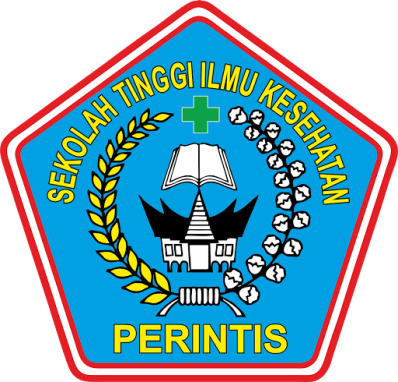 SEKOLAH TINGGI ILMU KESEHATAN
PERINTIS